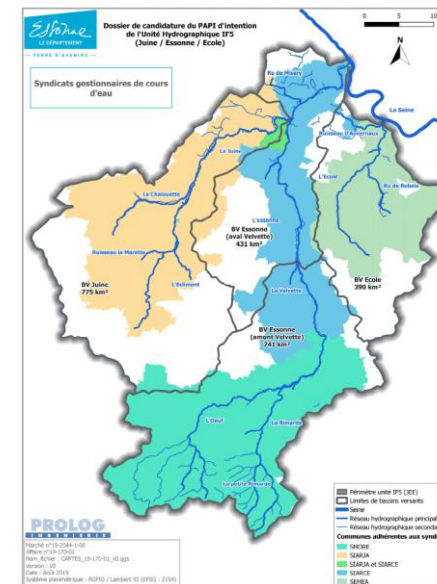 Essonne
LE DÉPARTEMENT
TERRE D'AVENIRS
Dossier de candidature du PAPI d'intention
de l'Unité Hydrographique IF5
(Juine / Essonne / Ecole)
0 5 10
N
Syndicats gestionnaires de cours
d'eau
Ru de Misery
La Seine
Ruisseau d'Auvernaux
La Juine
L'Ecole
Ru de Rebais
La Chalouette
L'Essonne
BV Essonne
(aval Velvette)
431 km²
Ruisseau la Marette
L'Ecliment
BV Juine
775 km²
BV Ecole
390 km²
La Velvette
BV Essonne
(amont Velvette)
741 km²
L'Oeuf
La Rimarde
La petite Rimarde
PROLOG
INGENIERIE
Marché n°19-2044-1-00
Affaire n°19-170-01
Nom_fichier : CARTES_19-170-01_v0.qgs
Version : V0
Date : Août 2019
Système planimétrique : RGF93 / Lambert 93 (EPSG : 2154)
Périmètre unité IF5 (JEE)
Limites de bassins versants
Seine
Réseau hydrographique principal
Réseau hydrographique seconda
Communes adhérentes aux syndi
SMORE
SIARJA
SIARJA et SIARCE
SIARCE
SEMEA